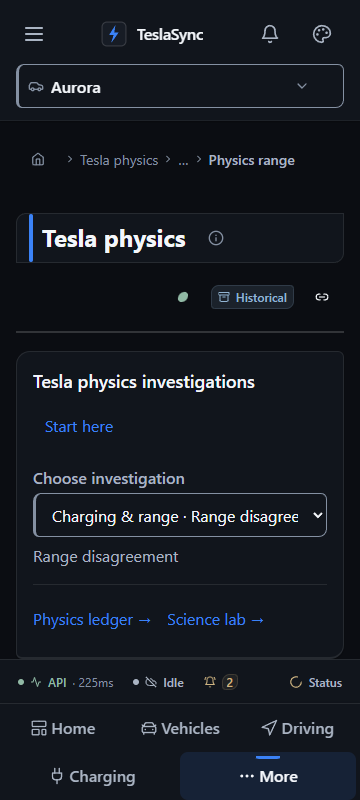 TeslaSync
Aurora
Tesla physics › ... › Physics range
Tesla physics
Historical
Tesla physics investigations
Start here
Choose investigation
Charging & range · Range disagree
Range disagreement
Physics ledger → Science lab →
API · 225ms Idle 2 Status
Home Vehicles Driving
Charging ··· More